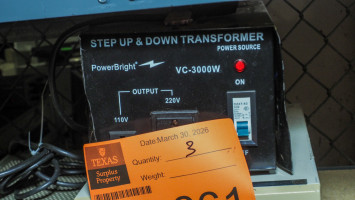 STEP UP & DOWN TRANSFORMER
POWER SOURCE
PowerBright
VC-3000W
ON
OUTPUT
220V
110V
TEXAS
Surplus
Property
Date March 30, 2026
Quantity: 3
Weight: